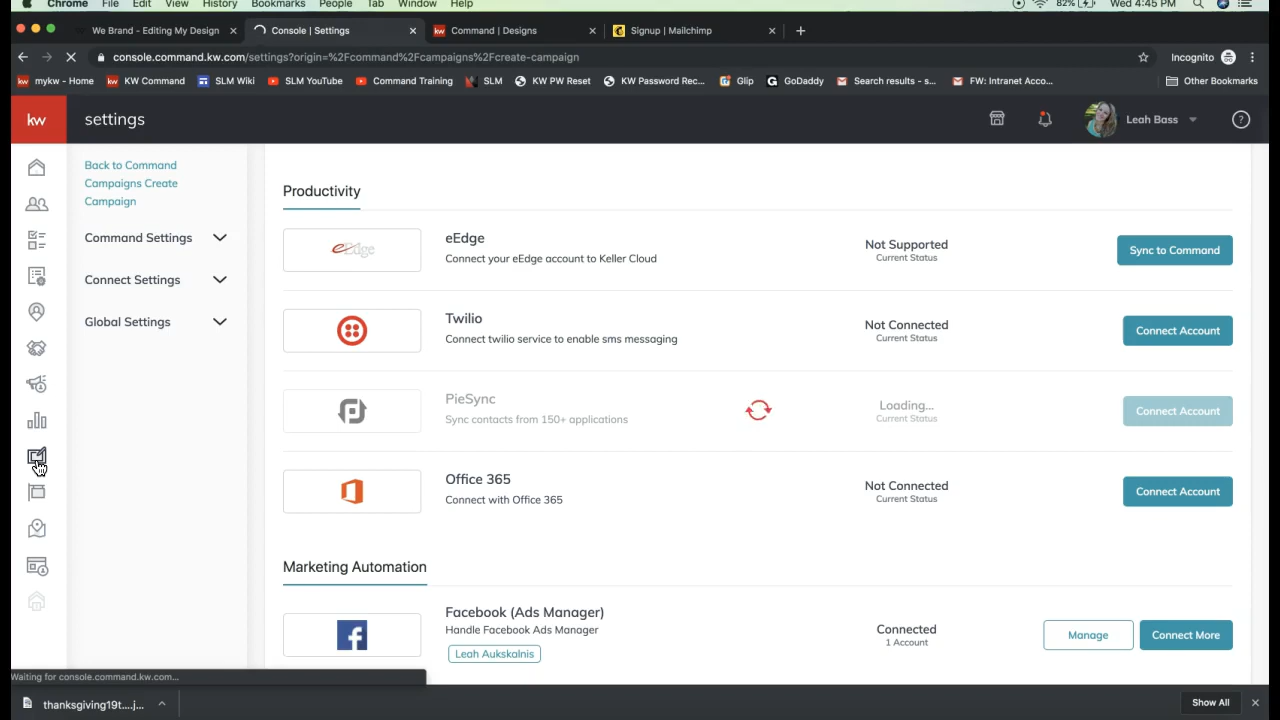 Chrome File Edit View History Bookmarks People Tab Window Help 82% Wed 4:45 PM
We Brand - Editing My Design Console | Settings Command | Designs Signup | Mailchimp
console.command.kw.com/settings?origin=%2Fcommand%2Fcampaigns%2Fcreate-campaign Incognito
mykw - Home KW Command SLM Wiki SLM YouTube Command Training SLM KW PW Reset KW Password Rec... Glip GoDaddy Search results - s... FW: Intranet Acco... Other Bookmarks
kw settings Leah Bass ?
Back to Command
Campaigns Create
Campaign
Command Settings
Connect Settings
Global Settings
Productivity
eEdge
eEdge
Connect your eEdge account to Keller Cloud
Not Supported
Current Status
Sync to Command
Twilio
Connect twilio service to enable sms messaging
Not Connected
Current Status
Connect Account
PieSync
Sync contacts from 150+ applications
Loading...
Current Status
Connect Account
Office 365
Connect with Office 365
Not Connected
Current Status
Connect Account
Marketing Automation
Facebook (Ads Manager)
Handle Facebook Ads Manager
Leah Aukskalnis
Connected
1 Account
Manage
Connect More
Waiting for console.command.kw.com...
thanksgiving19t....j... Show All